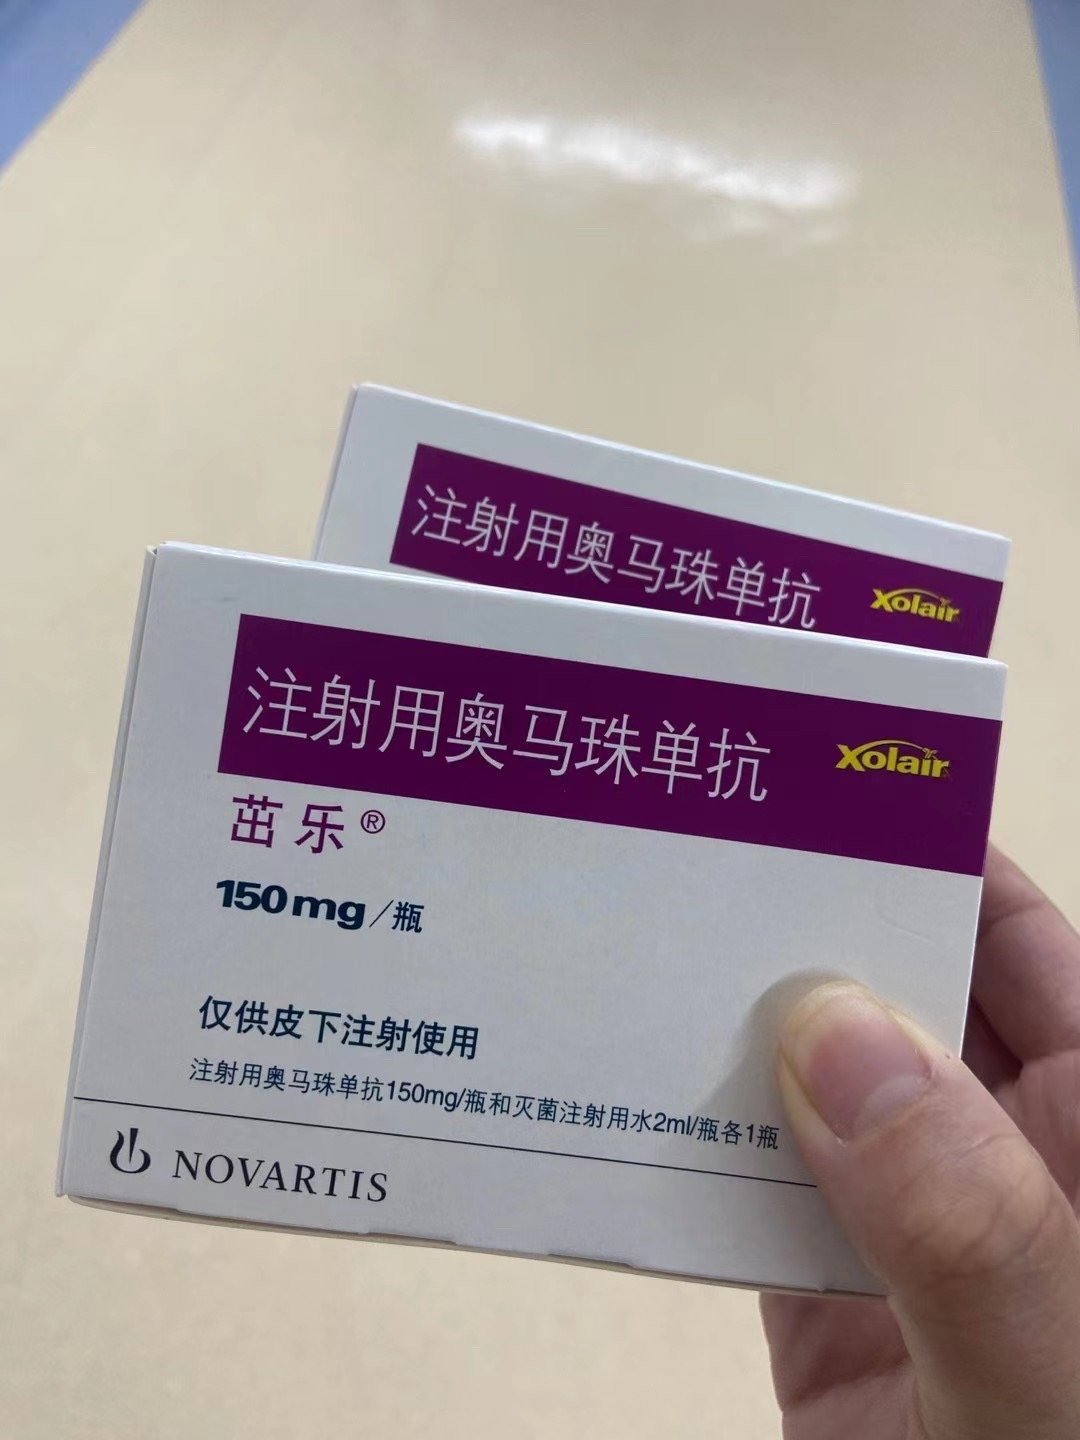 注射用奥马珠单抗
Xolair
注射用奥马珠单抗
Xolair
茁乐®
150mg/瓶
仅供皮下注射使用
注射用奥马珠单抗150mg/瓶和灭菌注射用水2ml/瓶各1瓶
NOVARTIS